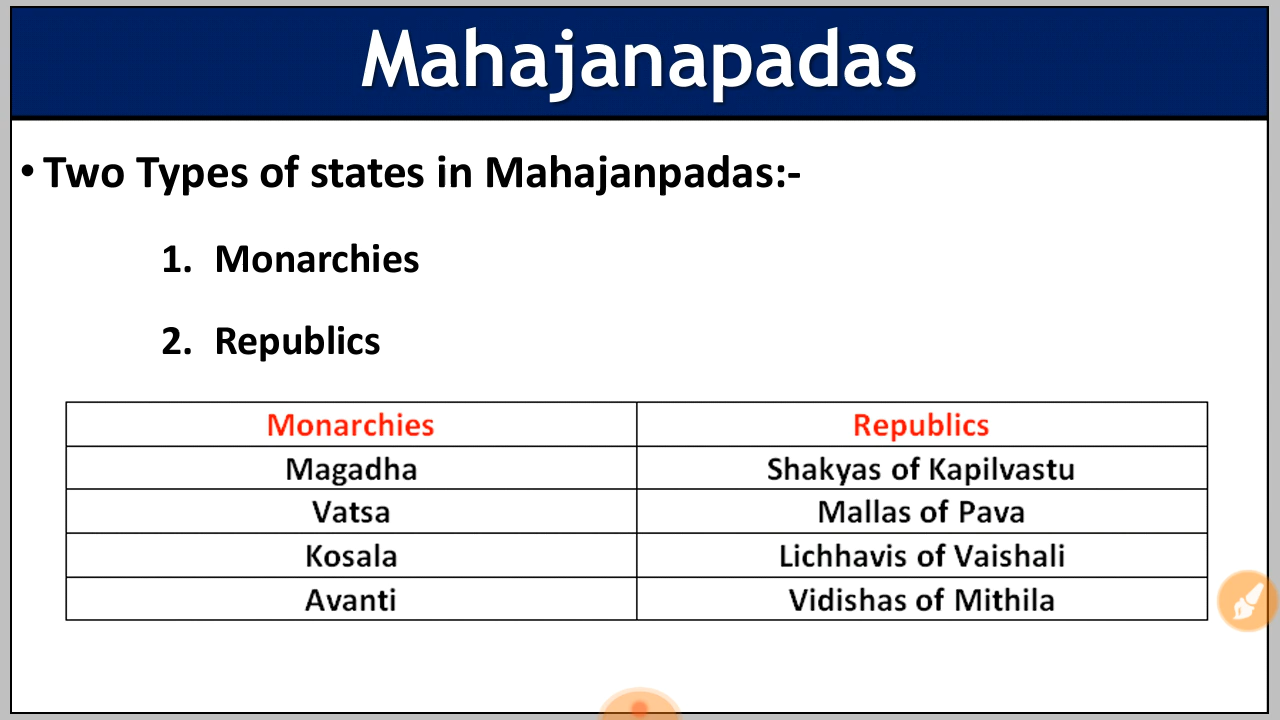 Mahajanapadas
• Two Types of states in Mahajanpadas:-
1. Monarchies
2. Republics
Monarchies Republics
Magadha Shakyas of Kapilvastu
Vatsa Mallas of Pava
Kosala Lichhavis of Vaishali
Avanti Vidishas of Mithila